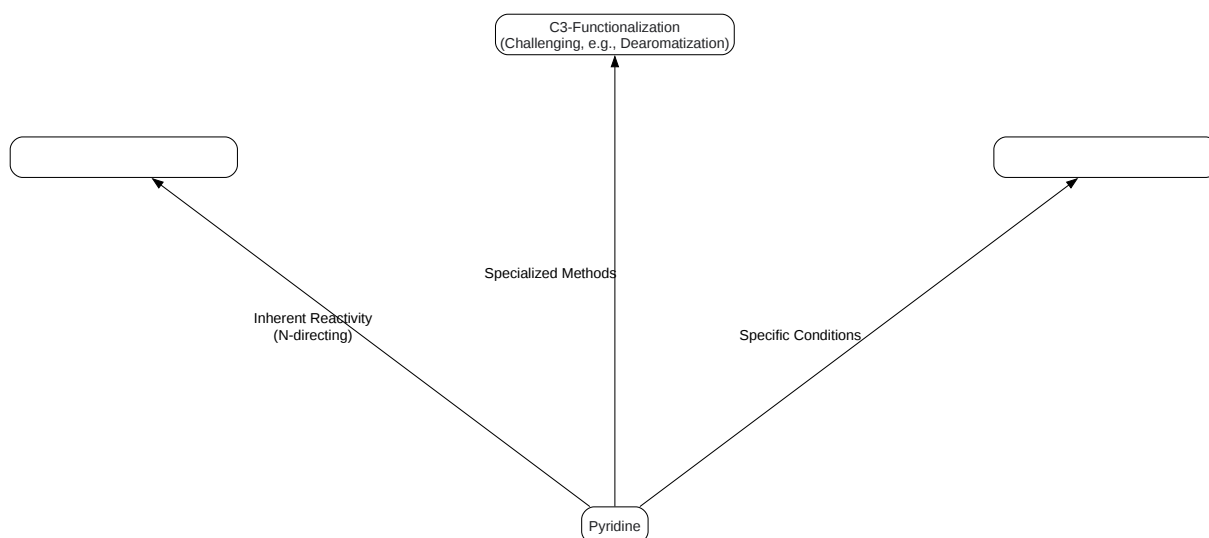 C3-Functionalization
(Challenging, e.g., Dearomatization)
Specialized Methods
Inherent Reactivity
(N-directing)
Specific Conditions
Pyridine